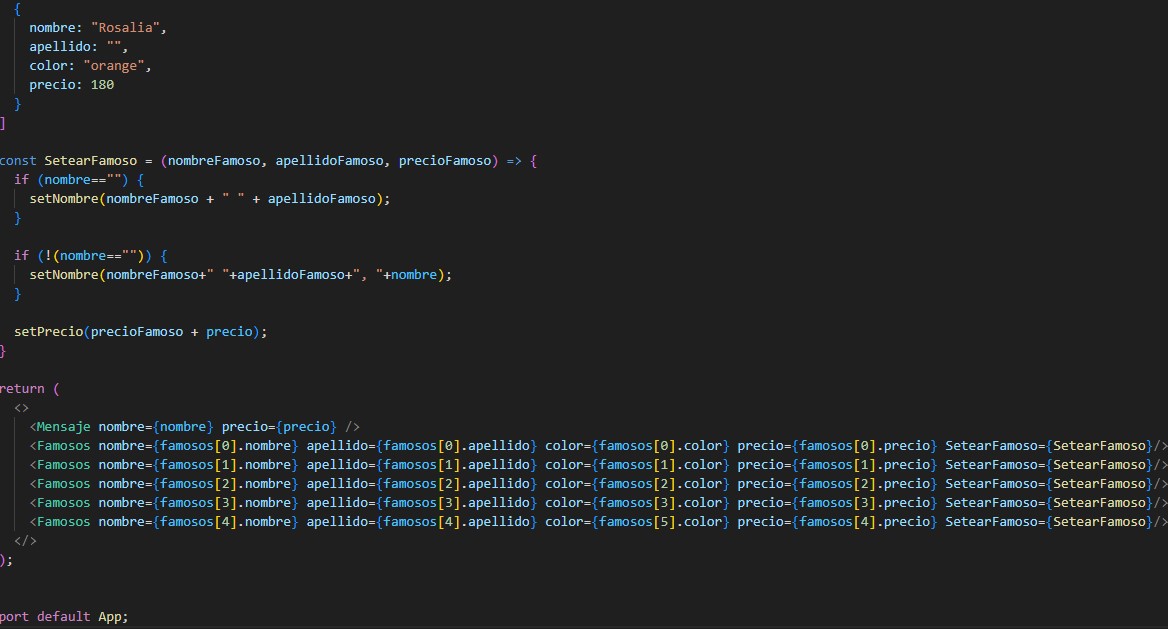 {
nombre: "Rosalia",
apellido: "",
color: "orange",
precio: 180
}
]
const SetearFamoso = (nombreFamoso, apellidoFamoso, precioFamoso) => {
if (nombre=="") {
setNombre(nombreFamoso + " " + apellidoFamoso);
}
if (!(nombre=="")) {
setNombre(nombreFamoso+" "+apellidoFamoso+", "+nombre);
}
setPrecio(precioFamoso + precio);
}
return (
<>
<Mensaje nombre={nombre} precio={precio} />
<Famosos nombre={famosos[0].nombre} apellido={famosos[0].apellido} color={famosos[0].color} precio={famosos[0].precio} SetearFamoso={SetearFamoso}/>
<Famosos nombre={famosos[1].nombre} apellido={famosos[1].apellido} color={famosos[1].color} precio={famosos[1].precio} SetearFamoso={SetearFamoso}/>
<Famosos nombre={famosos[2].nombre} apellido={famosos[2].apellido} color={famosos[2].color} precio={famosos[2].precio} SetearFamoso={SetearFamoso}/>
<Famosos nombre={famosos[3].nombre} apellido={famosos[3].apellido} color={famosos[3].color} precio={famosos[3].precio} SetearFamoso={SetearFamoso}/>
<Famosos nombre={famosos[4].nombre} apellido={famosos[4].apellido} color={famosos[5].color} precio={famosos[4].precio} SetearFamoso={SetearFamoso}/>
</>
);
port default App;